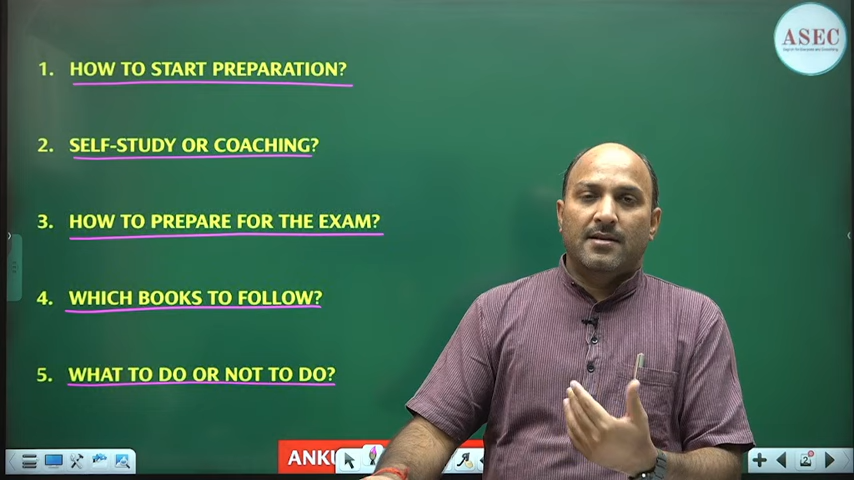 ASEC
1. HOW TO START PREPARATION?
2. SELF-STUDY OR COACHING?
3. HOW TO PREPARE FOR THE EXAM?
4. WHICH BOOKS TO FOLLOW?
5. WHAT TO DO OR NOT TO DO?
2